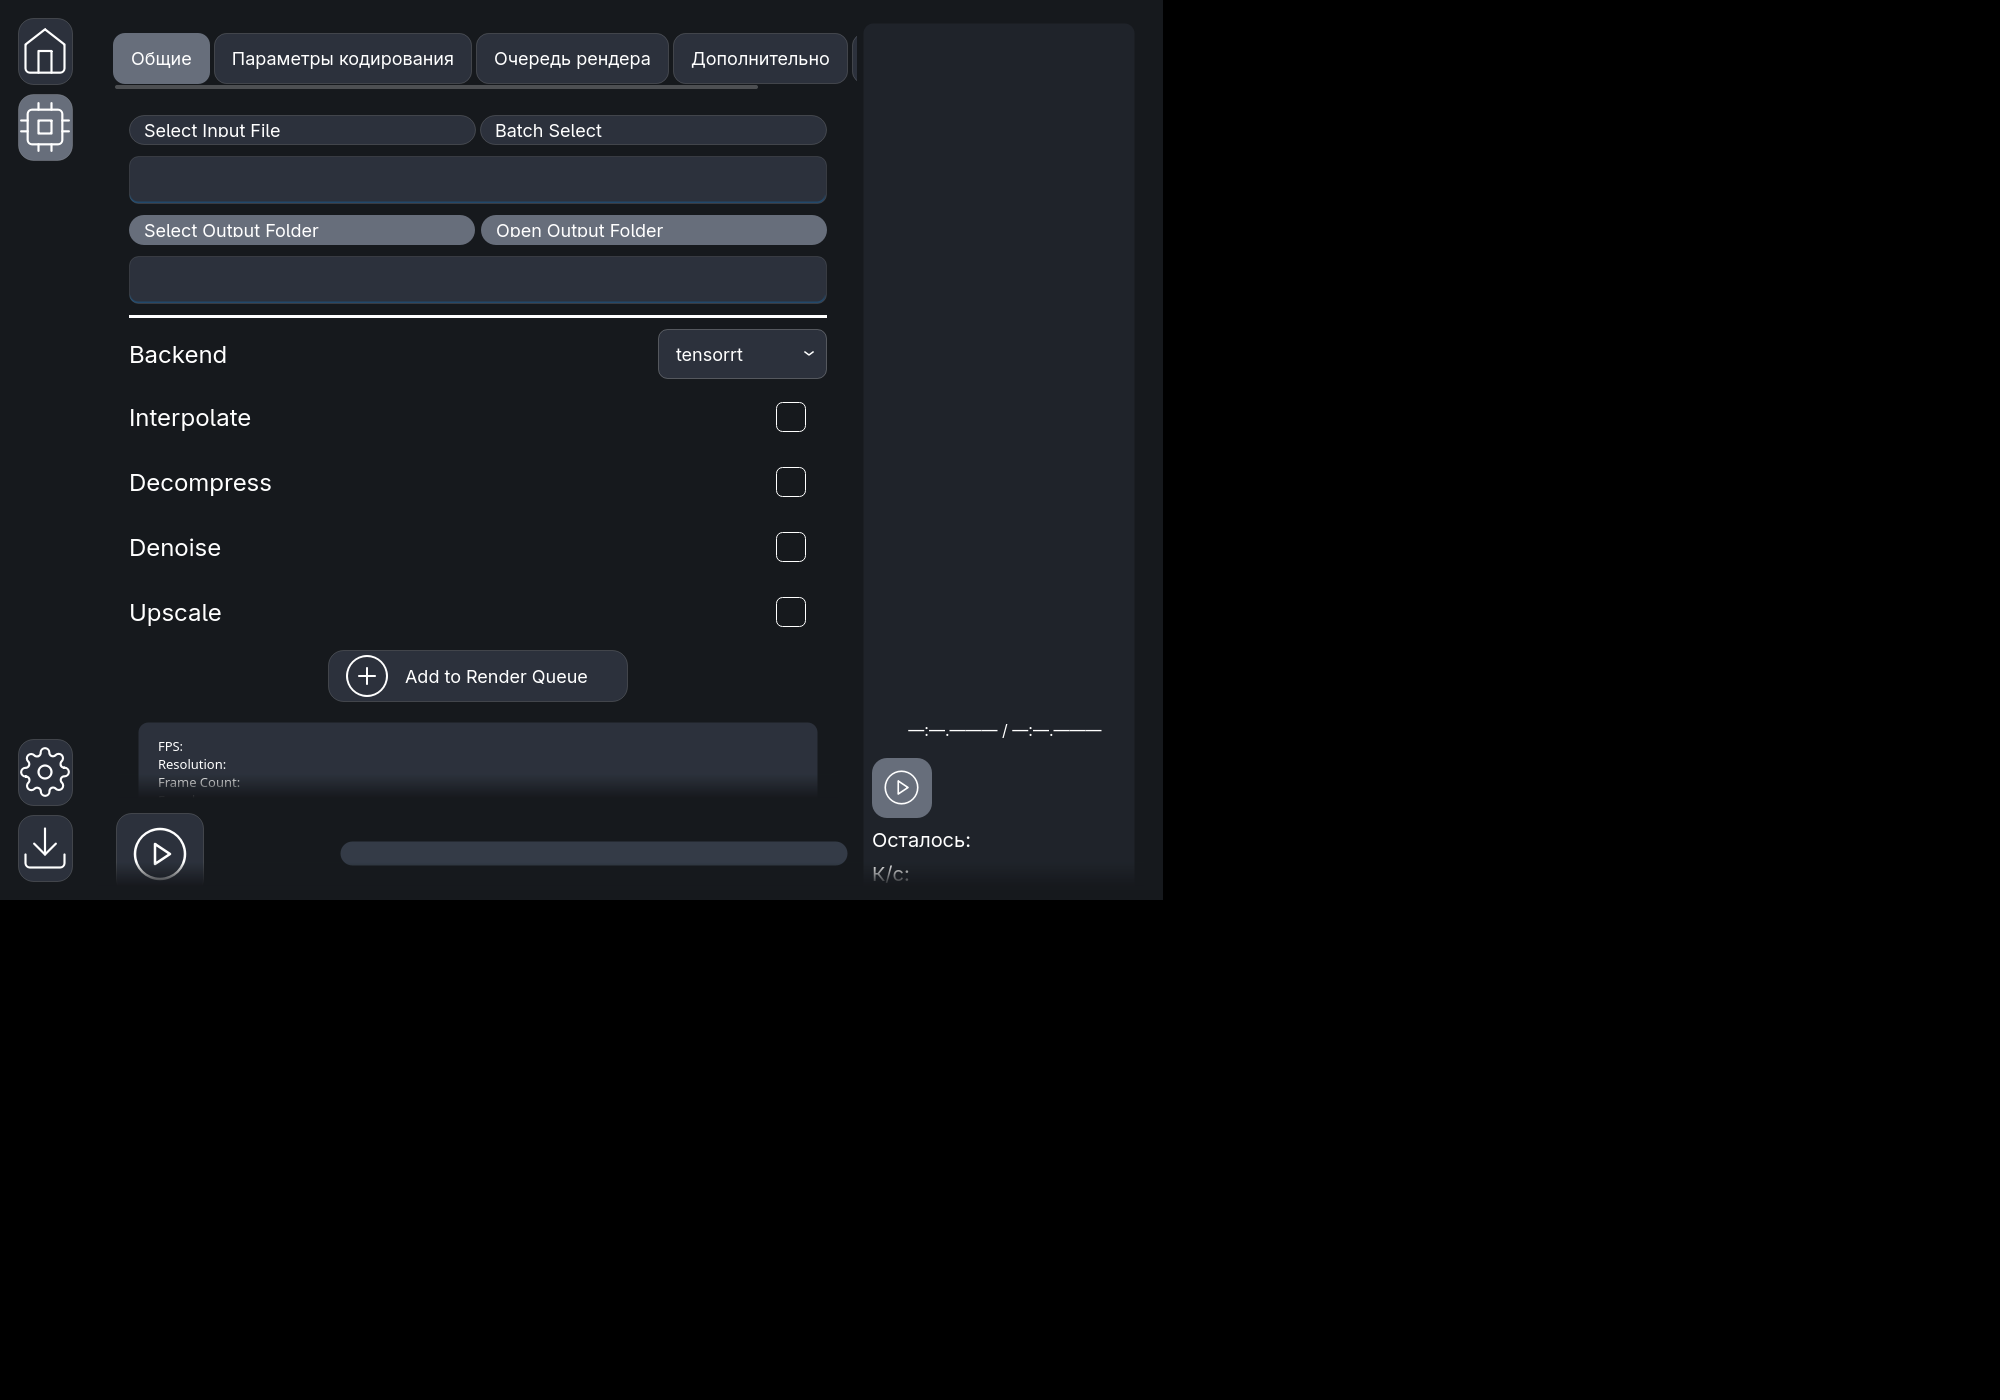 Общие
Параметры кодирования
Очередь рендера
Дополнительно
Select Input File
Batch Select
Select Output Folder
Open Output Folder
Backend
tensorrt
Interpolate
Decompress
Denoise
Upscale
Add to Render Queue
FPS:
Resolution:
Frame Count:
—:—.——— / —:—.———
Осталось:
К/с: